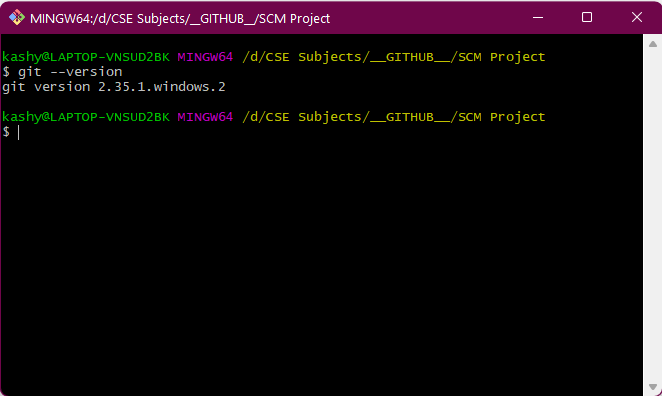 MINGW64:/d/CSE Subjects/__GITHUB__/SCM Project
kashy@LAPTOP-VNSUD2BK MINGW64 /d/CSE Subjects/__GITHUB__/SCM Project
$ git --version
git version 2.35.1.windows.2
kashy@LAPTOP-VNSUD2BK MINGW64 /d/CSE Subjects/__GITHUB__/SCM Project
$